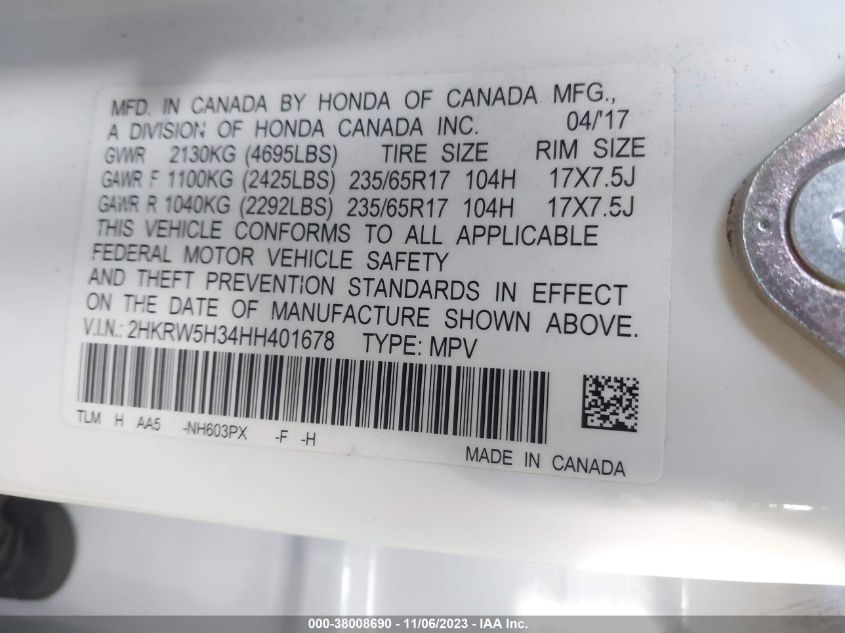 MFD. IN CANADA BY HONDA OF CANADA MFG.,
A DIVISION OF HONDA CANADA INC. 04/'17
GVWR 2130KG (4695LBS) TIRE SIZE RIM SIZE
GAWR F 1100KG (2425LBS) 235/65R17 104H 17X7.5J
GAWR R 1040KG (2292LBS) 235/65R17 104H 17X7.5J
THIS VEHICLE CONFORMS TO ALL APPLICABLE
FEDERAL MOTOR VEHICLE SAFETY
AND THEFT PREVENTION STANDARDS IN EFFECT
ON THE DATE OF MANUFACTURE SHOWN ABOVE.
V.I.N.: 2HKRW5H34HH401678 TYPE: MPV
TLM H AA5 -NH603PX -F -H
MADE IN CANADA
000-38008690 - 11/06/2023 - IAA Inc.